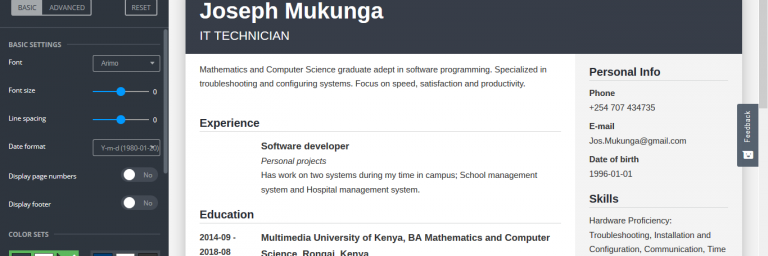 BASIC ADVANCED RESET
BASIC SETTINGS
Font Arimo
Font size 0
Line spacing 0
Date format Y-m-d (1980-01-30)
Display page numbers No
Display footer No
COLOR SETS
Joseph Mukunga
IT TECHNICIAN
Mathematics and Computer Science graduate adept in software programming. Specialized in
troubleshooting and configuring systems. Focus on speed, satisfaction and productivity.
Experience
Software developer
Personal projects
Has work on two systems during my time in campus; School management
system and Hospital management system.
Education
2014-09 - Multimedia University of Kenya, BA Mathematics and Computer
2018-08 Science, Rongai, Kenya
Personal Info
Phone
+254 707 434735
E-mail
Jos.Mukunga@gmail.com
Date of birth
1996-01-01
Skills
Hardware Proficiency:
Troubleshooting, Installation and
Configuration, Communication, Time
Feedback